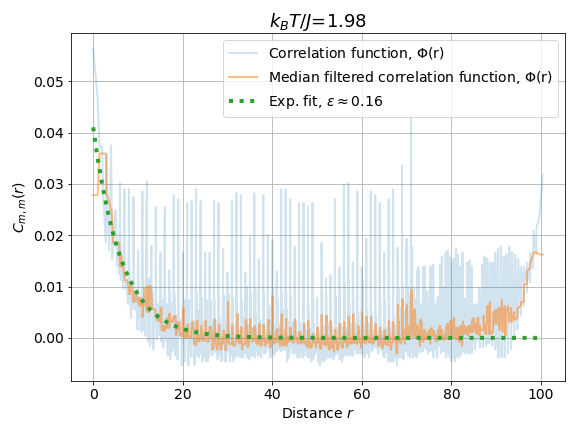 k_BT/J=1.98
Correlation function, Φ(r)
Median filtered correlation function, Φ(r)
Exp. fit, ε≈0.16
C_{m,m}(r)
0.05
0.04
0.03
0.02
0.01
0.00
0 20 40 60 80 100
Distance r